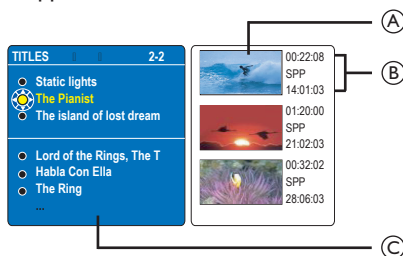 TITLES 2-2
Static lights
The Pianist
The island of lost dream
Lord of the Rings, The T
Habla Con Ella
The Ring
...
00:22:08
SPP
14:01:03
01:20:00
SPP
21:02:03
00:32:02
SPP
28:06:03
A
B
C